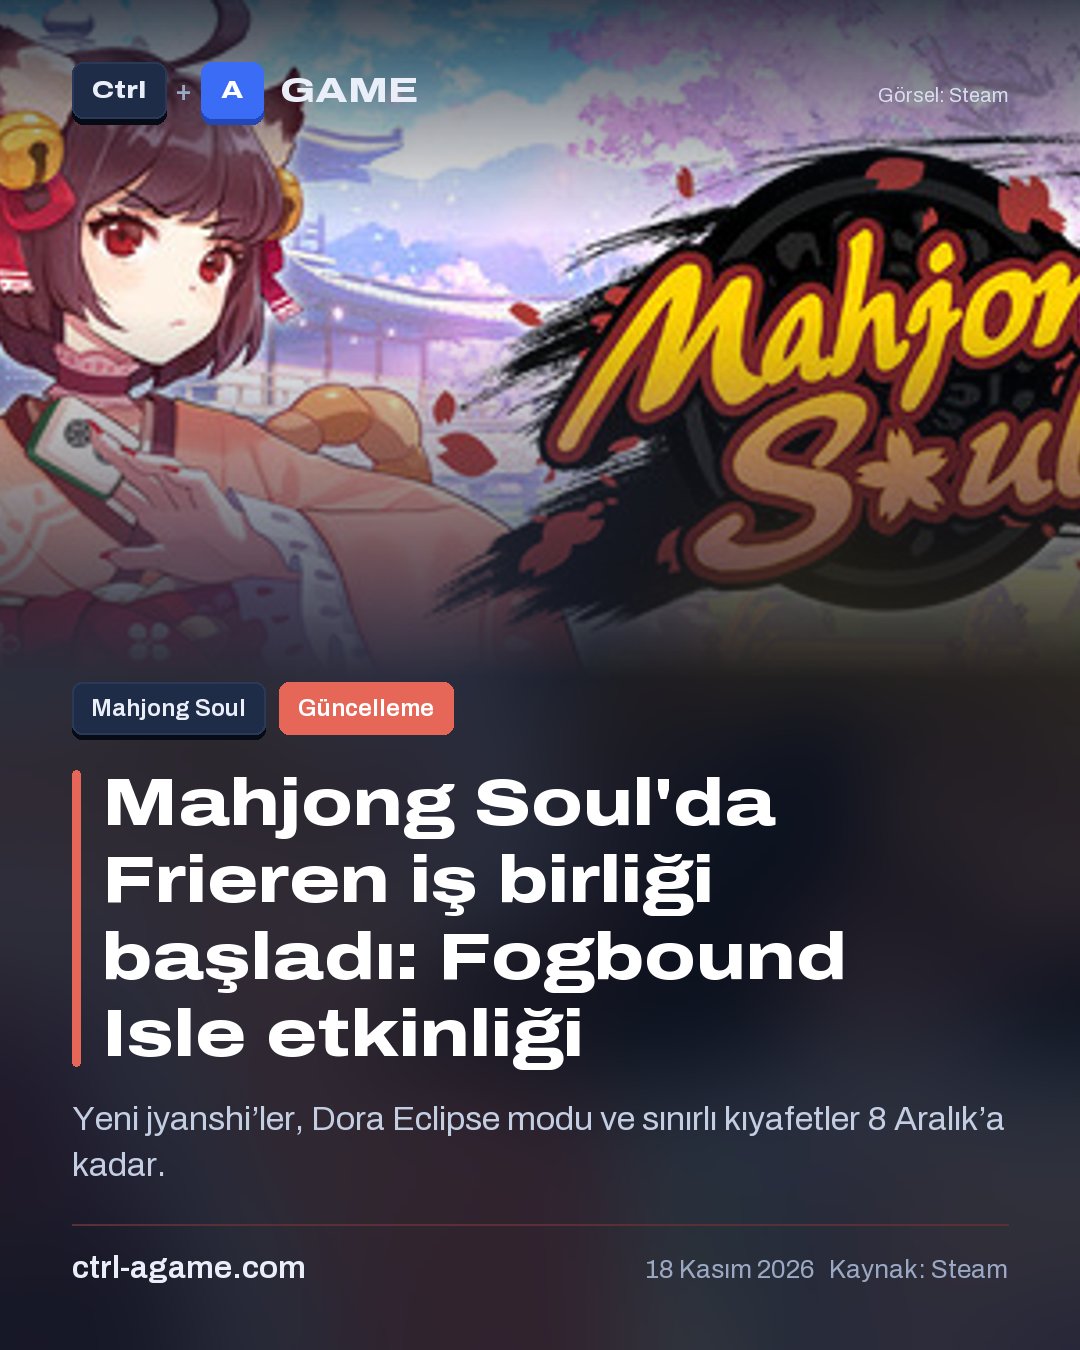 Ctrl + A GAME
Görsel: Steam
Mahjon
Soul
Mahjong Soul
Güncelleme
Mahjong Soul'da
Frieren iş birliği
başladı: Fogbound
Isle etkinliği
Yeni jyanshi’ler, Dora Eclipse modu ve sınırlı kıyafetler 8 Aralık’a
kadar.
ctrl-agame.com
18 Kasım 2026 Kaynak: Steam